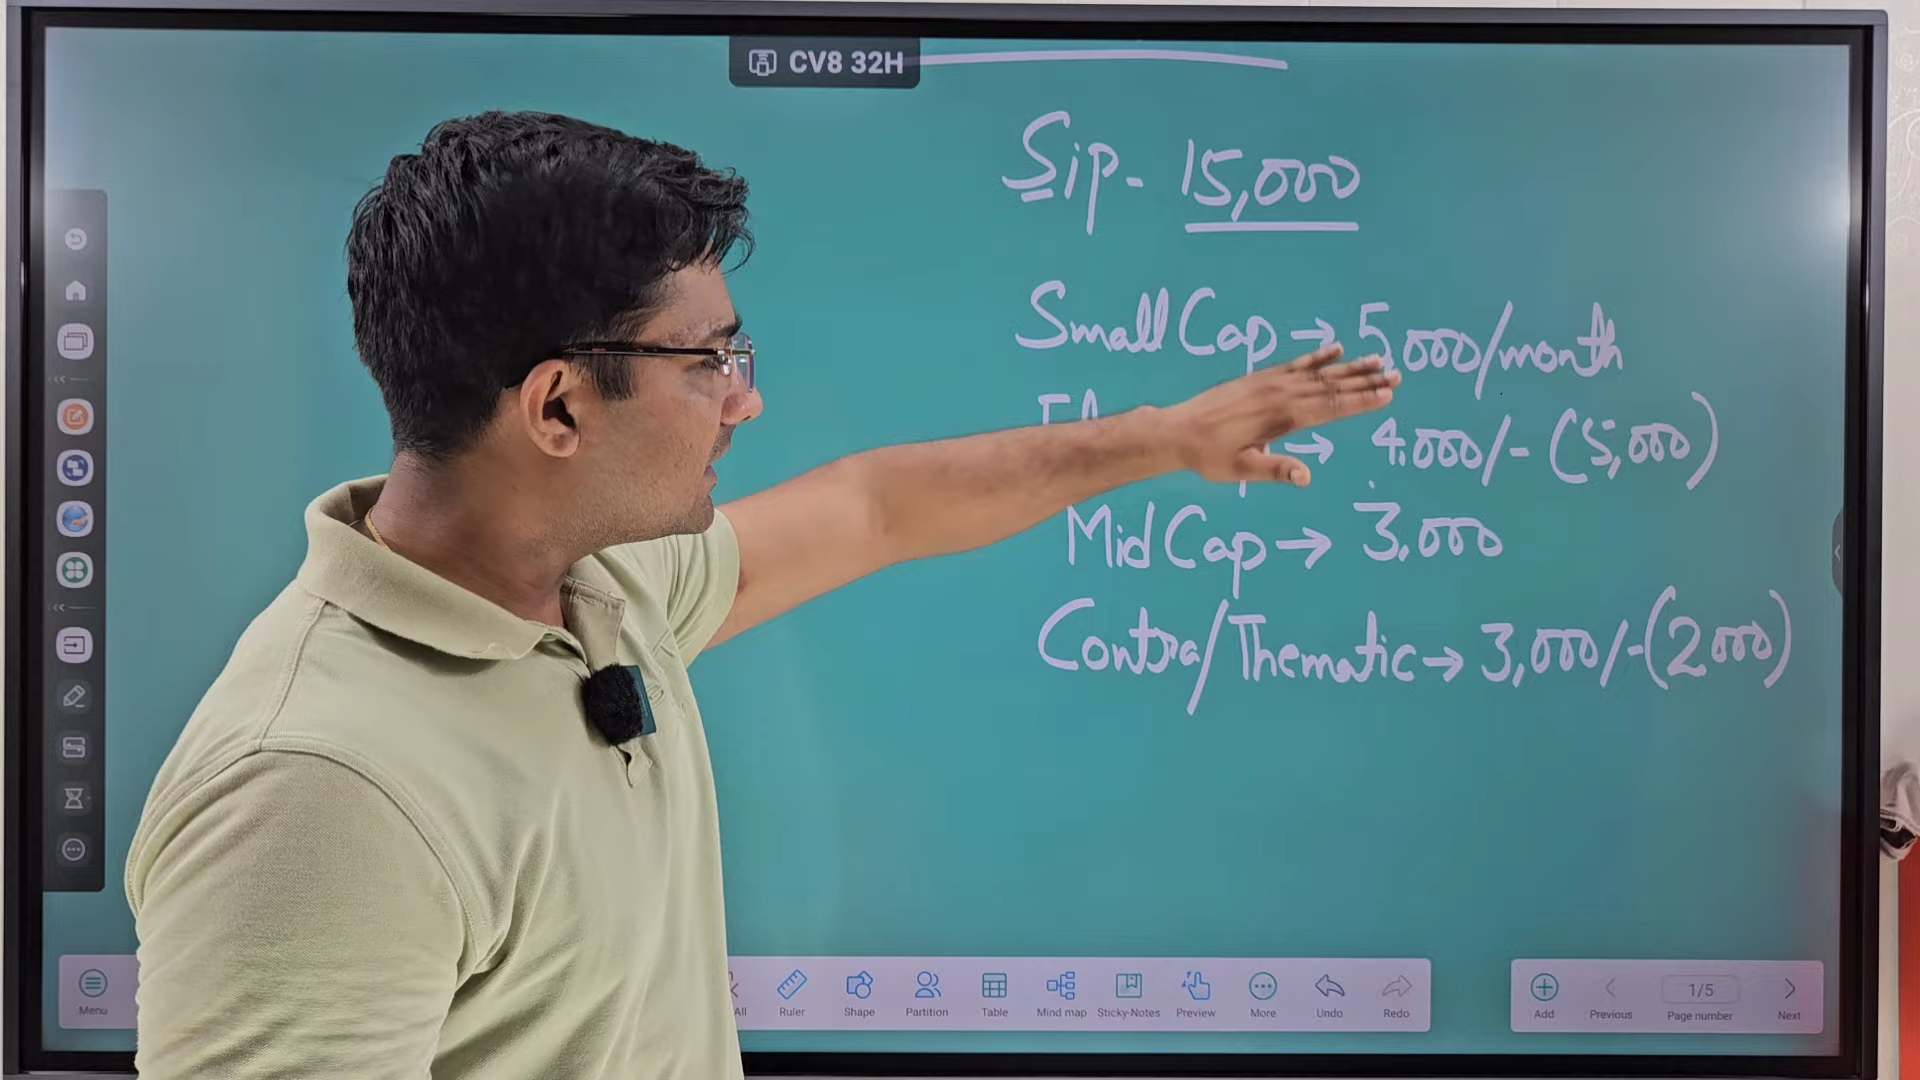 CV8 32H
Sip - 15,000
Small Cap → 5,000/month
→ 4,000/- (5,000)
Mid Cap → 3,000
Contra/Thematic → 3,000/- (2000)
Menu
All
Ruler
Shape
Partition
Table
Mind map
Sticky-Notes
Preview
More
Undo
Redo
Add
Previous
1/5
Page number
Next